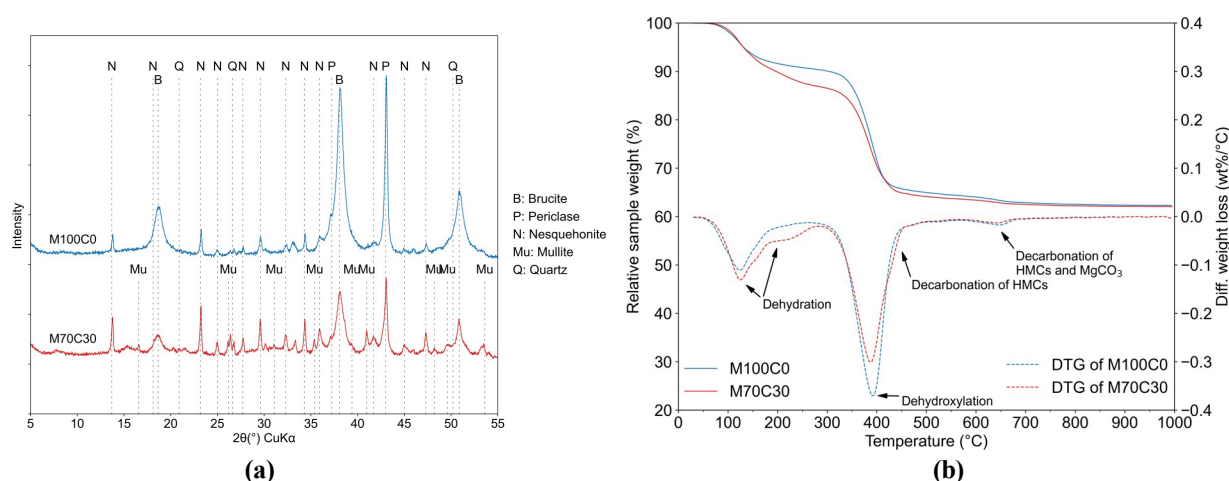 N N Q N N Q N N N N N P N P N N Q
B B B
M100C0
Mu Mu Mu Mu Mu Mu Mu Mu Mu
M70C30
Intensity
5 10 15 20 25 30 35 40 45 50 55
2θ(°) CuKα
B: Brucite
P: Periclase
N: Nesquehonite
Mu: Mullite
Q: Quartz
(a)
100
90
80
70
60
50
40
30
20
Relative sample weight (%)
0.4
0.3
0.2
0.1
0.0
−0.1
−0.2
−0.3
−0.4
Diff. weight loss (wt%/°C)
Decarbonation of
HMCs and MgCO3
Decarbonation of HMCs
Dehydration
Dehydroxylation
M100C0
M70C30
DTG of M100C0
DTG of M70C30
0 100 200 300 400 500 600 700 800 900 1000
Temperature (°C)
(b)